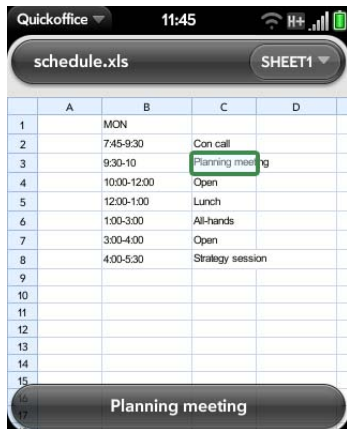 Quickoffice 11:45 H+
schedule.xls SHEET1
A B C D
1 MON
2 7:45-9:30 Con call
3 9:30-10 Planning meeting
4 10:00-12:00 Open
5 12:00-1:00 Lunch
6 1:00-3:00 All-hands
7 3:00-4:00 Open
8 4:00-5:30 Strategy session
9
10
11
12
13
14
15
16
17
Planning meeting